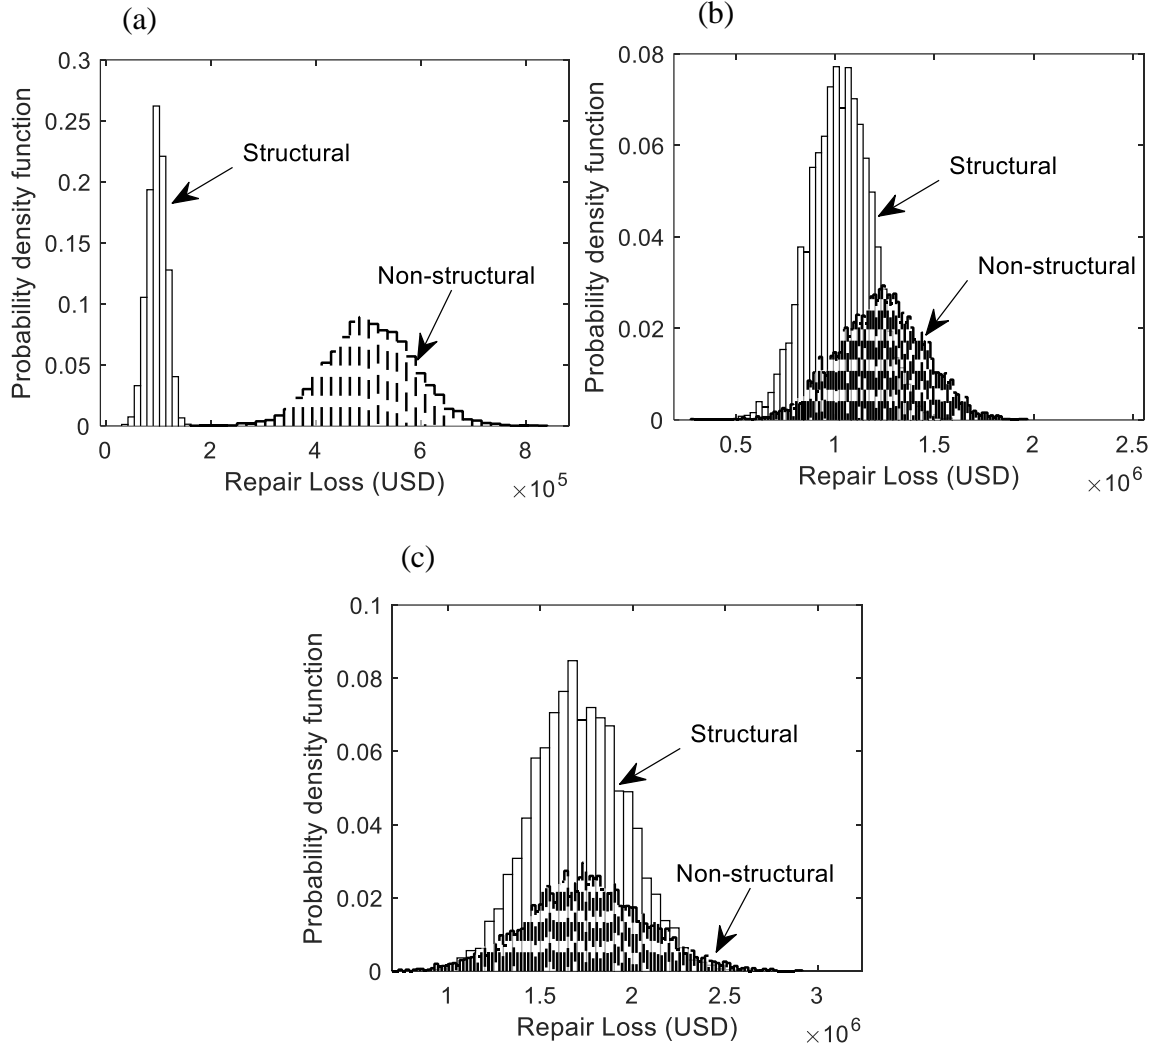 (a)
0.3
0.25
0.2
0.15
0.1
0.05
0
Probability density function
Structural
Non-structural
0 2 4 6 8
Repair Loss (USD)
×10^5
(b)
0.08
0.06
0.04
0.02
0
Probability density function
Structural
Non-structural
0.5 1 1.5 2 2.5
Repair Loss (USD)
×10^6
(c)
0.1
0.08
0.06
0.04
0.02
0
Probability density function
Structural
Non-structural
1 1.5 2 2.5 3
Repair Loss (USD)
×10^6